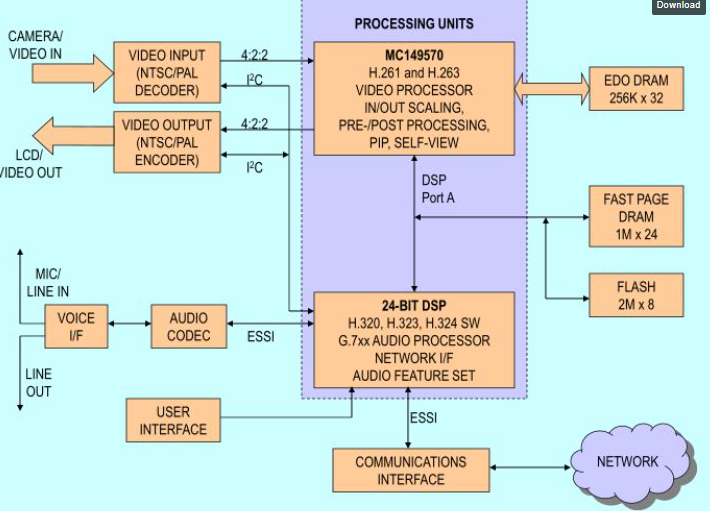 Download
PROCESSING UNITS
CAMERA/
VIDEO IN
VIDEO INPUT
(NTSC/PAL
DECODER)
4:2:2
I²C
MC149570
H.261 and H.263
VIDEO PROCESSOR
IN/OUT SCALING,
PRE-/POST PROCESSING,
PIP, SELF-VIEW
EDO DRAM
256K x 32
LCD/
VIDEO OUT
VIDEO OUTPUT
(NTSC/PAL
ENCODER)
4:2:2
I²C
DSP
Port A
FAST PAGE
DRAM
1M x 24
FLASH
2M x 8
MIC/
LINE IN
VOICE
I/F
LINE
OUT
AUDIO
CODEC
ESSI
24-BIT DSP
H.320, H.323, H.324 SW
G.7xx AUDIO PROCESSOR
NETWORK I/F
AUDIO FEATURE SET
USER
INTERFACE
ESSI
COMMUNICATIONS
INTERFACE
NETWORK